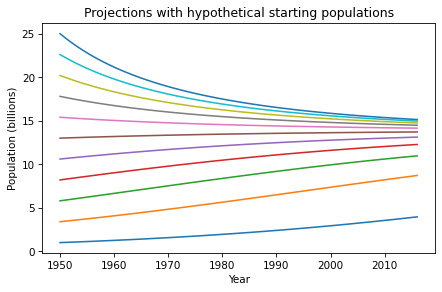 Projections with hypothetical starting populations
25
20
15
10
5
0
Population (billions)
1950 1960 1970 1980 1990 2000 2010
Year